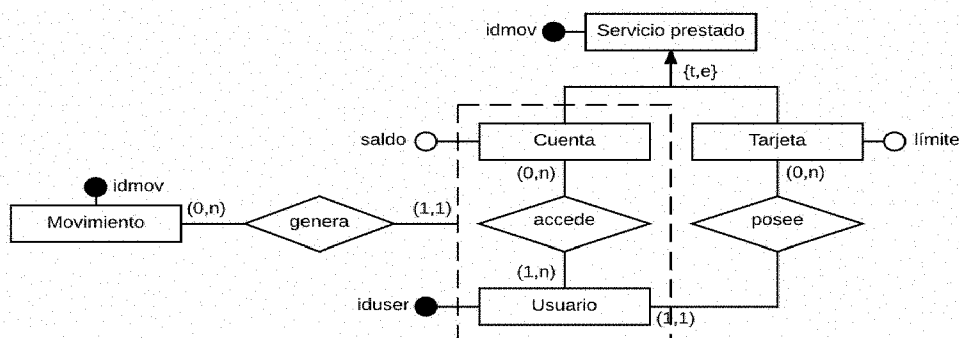 idmov
Servicio prestado
{t,e}
saldo
Cuenta
Tarjeta
límite
(0,n)
(0,n)
idmov
Movimiento
(0,n)
genera
(1,1)
accede
posee
(1,n)
iduser
Usuario
(1,1)